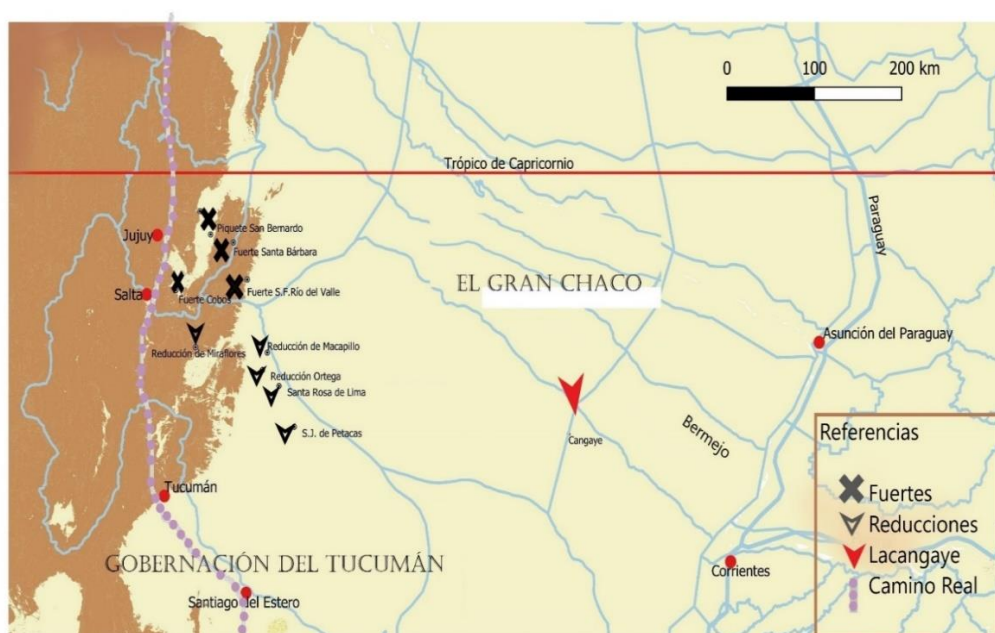 0 100 200 km
Trópico de Capricornio
Paraguay
Piquete San Bernardo
Jujuy
Fuerte Santa Bárbara
EL GRAN CHACO
Salta
Fuerte Cobos
Fuerte S.F.Río del Valle
Asunción del Paraguay
Reducción de Miraflores
Reducción de Macapillo
Reducción Ortega
Santa Rosa de Lima
S.J. de Petacas
Cangaye
Bermejo
Referencias
Fuertes
Reducciones
Lacangaye
Camino Real
Tucumán
GOBERNACIÓN DEL TUCUMÁN
Corrientes
Santiago del Estero